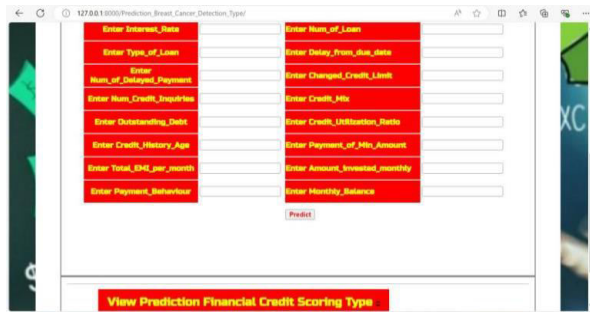 127.0.0.1:8000/Prediction_Breast_Cancer_Detection_Type/
Enter Interest_Rate Enter Num_of_Loan
Enter Type_of_Loan Enter Delay_from_due_date
Enter
Num_of_Delayed_Payment Enter Changed_Credit_Limit
Enter Num_Credit_Inquiries Enter Credit_Mix
Enter Outstanding_Debt Enter Credit_Utilization_Ratio
Enter Credit_History_Age Enter Payment_of_Min_Amount
Enter Total_EMI_per_month Enter Amount_invested_monthly
Enter Payment_Behaviour Enter Monthly_Balance
Predict
View Prediction Financial Credit Scoring Type
XC
$